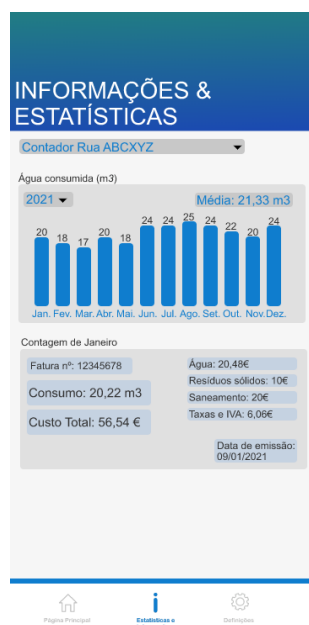 INFORMAÇÕES &
ESTATÍSTICAS
Contador Rua ABCXYZ
Água consumida (m3)
2021
Média: 21,33 m3
20 18 17 20 18 24 24 25 24 22 20 24
Jan. Fev. Mar. Abr. Mai. Jun. Jul. Ago. Set. Out. Nov. Dez.
Contagem de Janeiro
Fatura nº: 12345678
Consumo: 20,22 m3
Custo Total: 56,54 €
Água: 20,48€
Resíduos sólidos: 10€
Saneamento: 20€
Taxas e IVA: 6,06€
Data de emissão:
09/01/2021
Página Principal
Estatísticas e
Definições